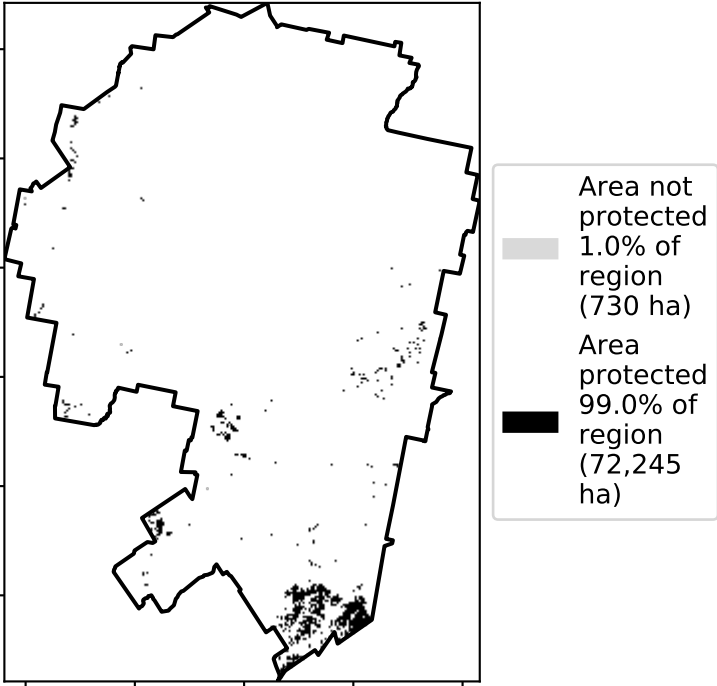 Area not
protected
1.0% of
region
(730 ha)
Area
protected
99.0% of
region
(72,245
ha)